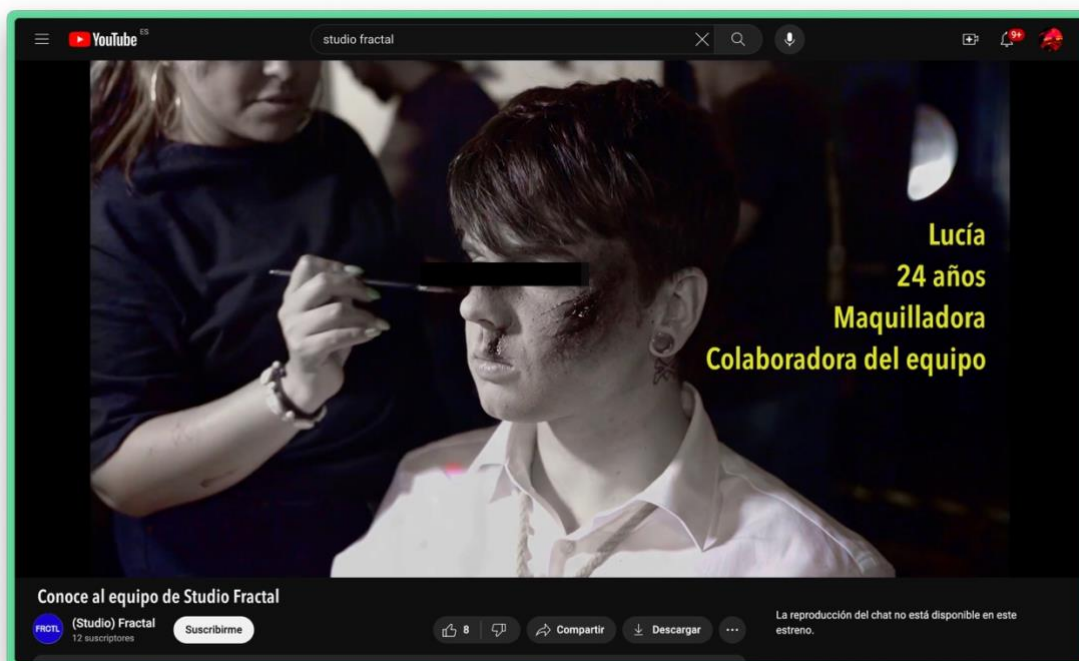 YouTube ES
studio fractal
9+
Lucía
24 años
Maquilladora
Colaboradora del equipo
Conoce al equipo de Studio Fractal
FRCTL
(Studio) Fractal
12 suscriptores
Suscribirme
8
Compartir
Descargar
La reproducción del chat no está disponible en este
estreno.